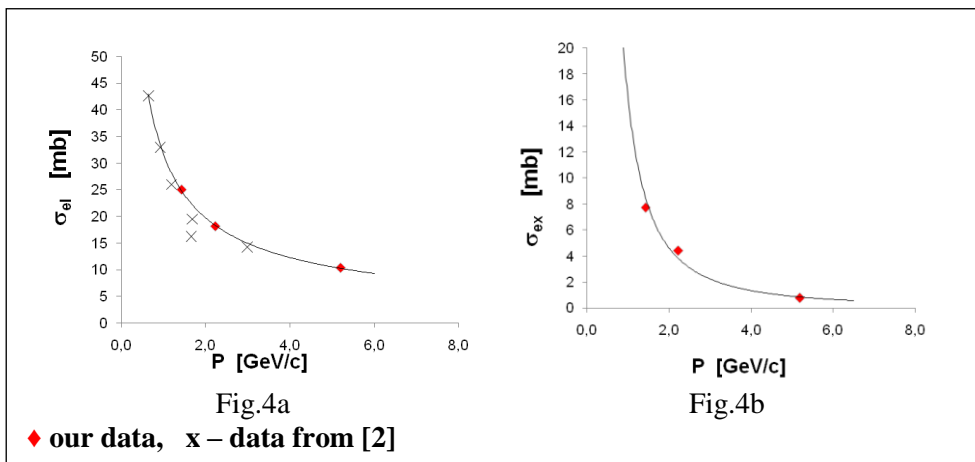 50
45
40
35
30
25
20
15
10
5
0
σel [mb]
0,0 2,0 4,0 6,0 8,0
P [GeV/c]
Fig.4a
20
18
16
14
12
10
8
6
4
2
0
σex [mb]
0,0 2,0 4,0 6,0 8,0
P [GeV/c]
Fig.4b
♦ our data, x – data from [2]